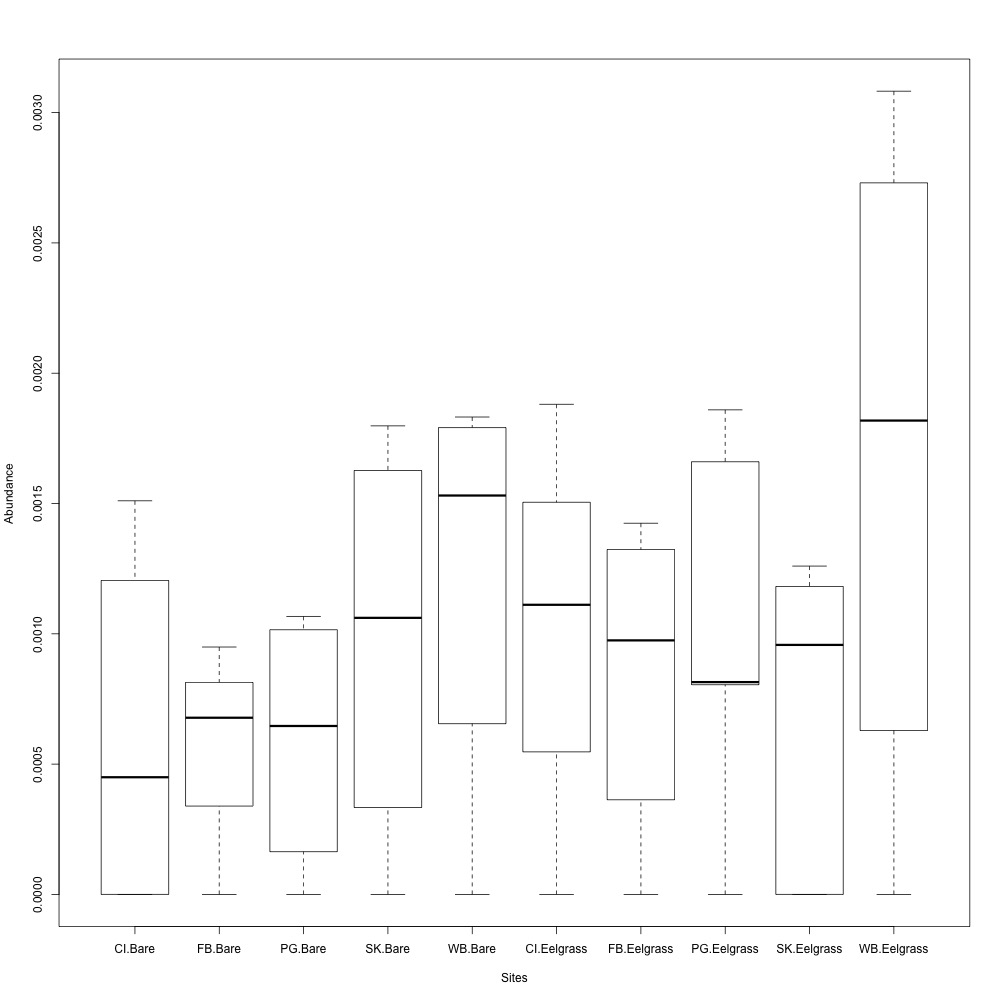 Abundance
0.0030
0.0025
0.0020
0.0015
0.0010
0.0005
0.0000
CI.Bare FB.Bare PG.Bare SK.Bare WB.Bare CI.Eelgrass FB.Eelgrass PG.Eelgrass SK.Eelgrass WB.Eelgrass
Sites